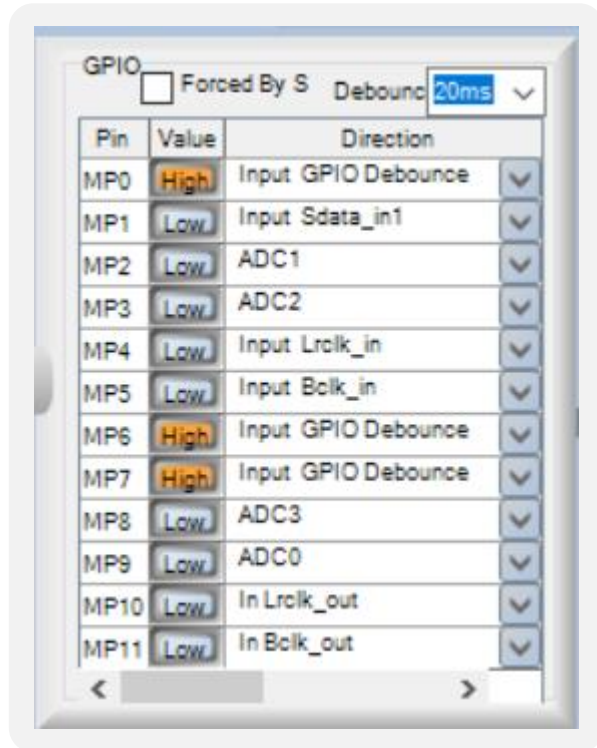 GPIO
Forced By S Debounc 20ms
Pin Value Direction
MP0 High Input GPIO Debounce
MP1 Low Input Sdata_in1
MP2 Low ADC1
MP3 Low ADC2
MP4 Low Input Lrclk_in
MP5 Low Input Bclk_in
MP6 High Input GPIO Debounce
MP7 High Input GPIO Debounce
MP8 Low ADC3
MP9 Low ADC0
MP10 Low In Lrclk_out
MP11 Low In Bclk_out